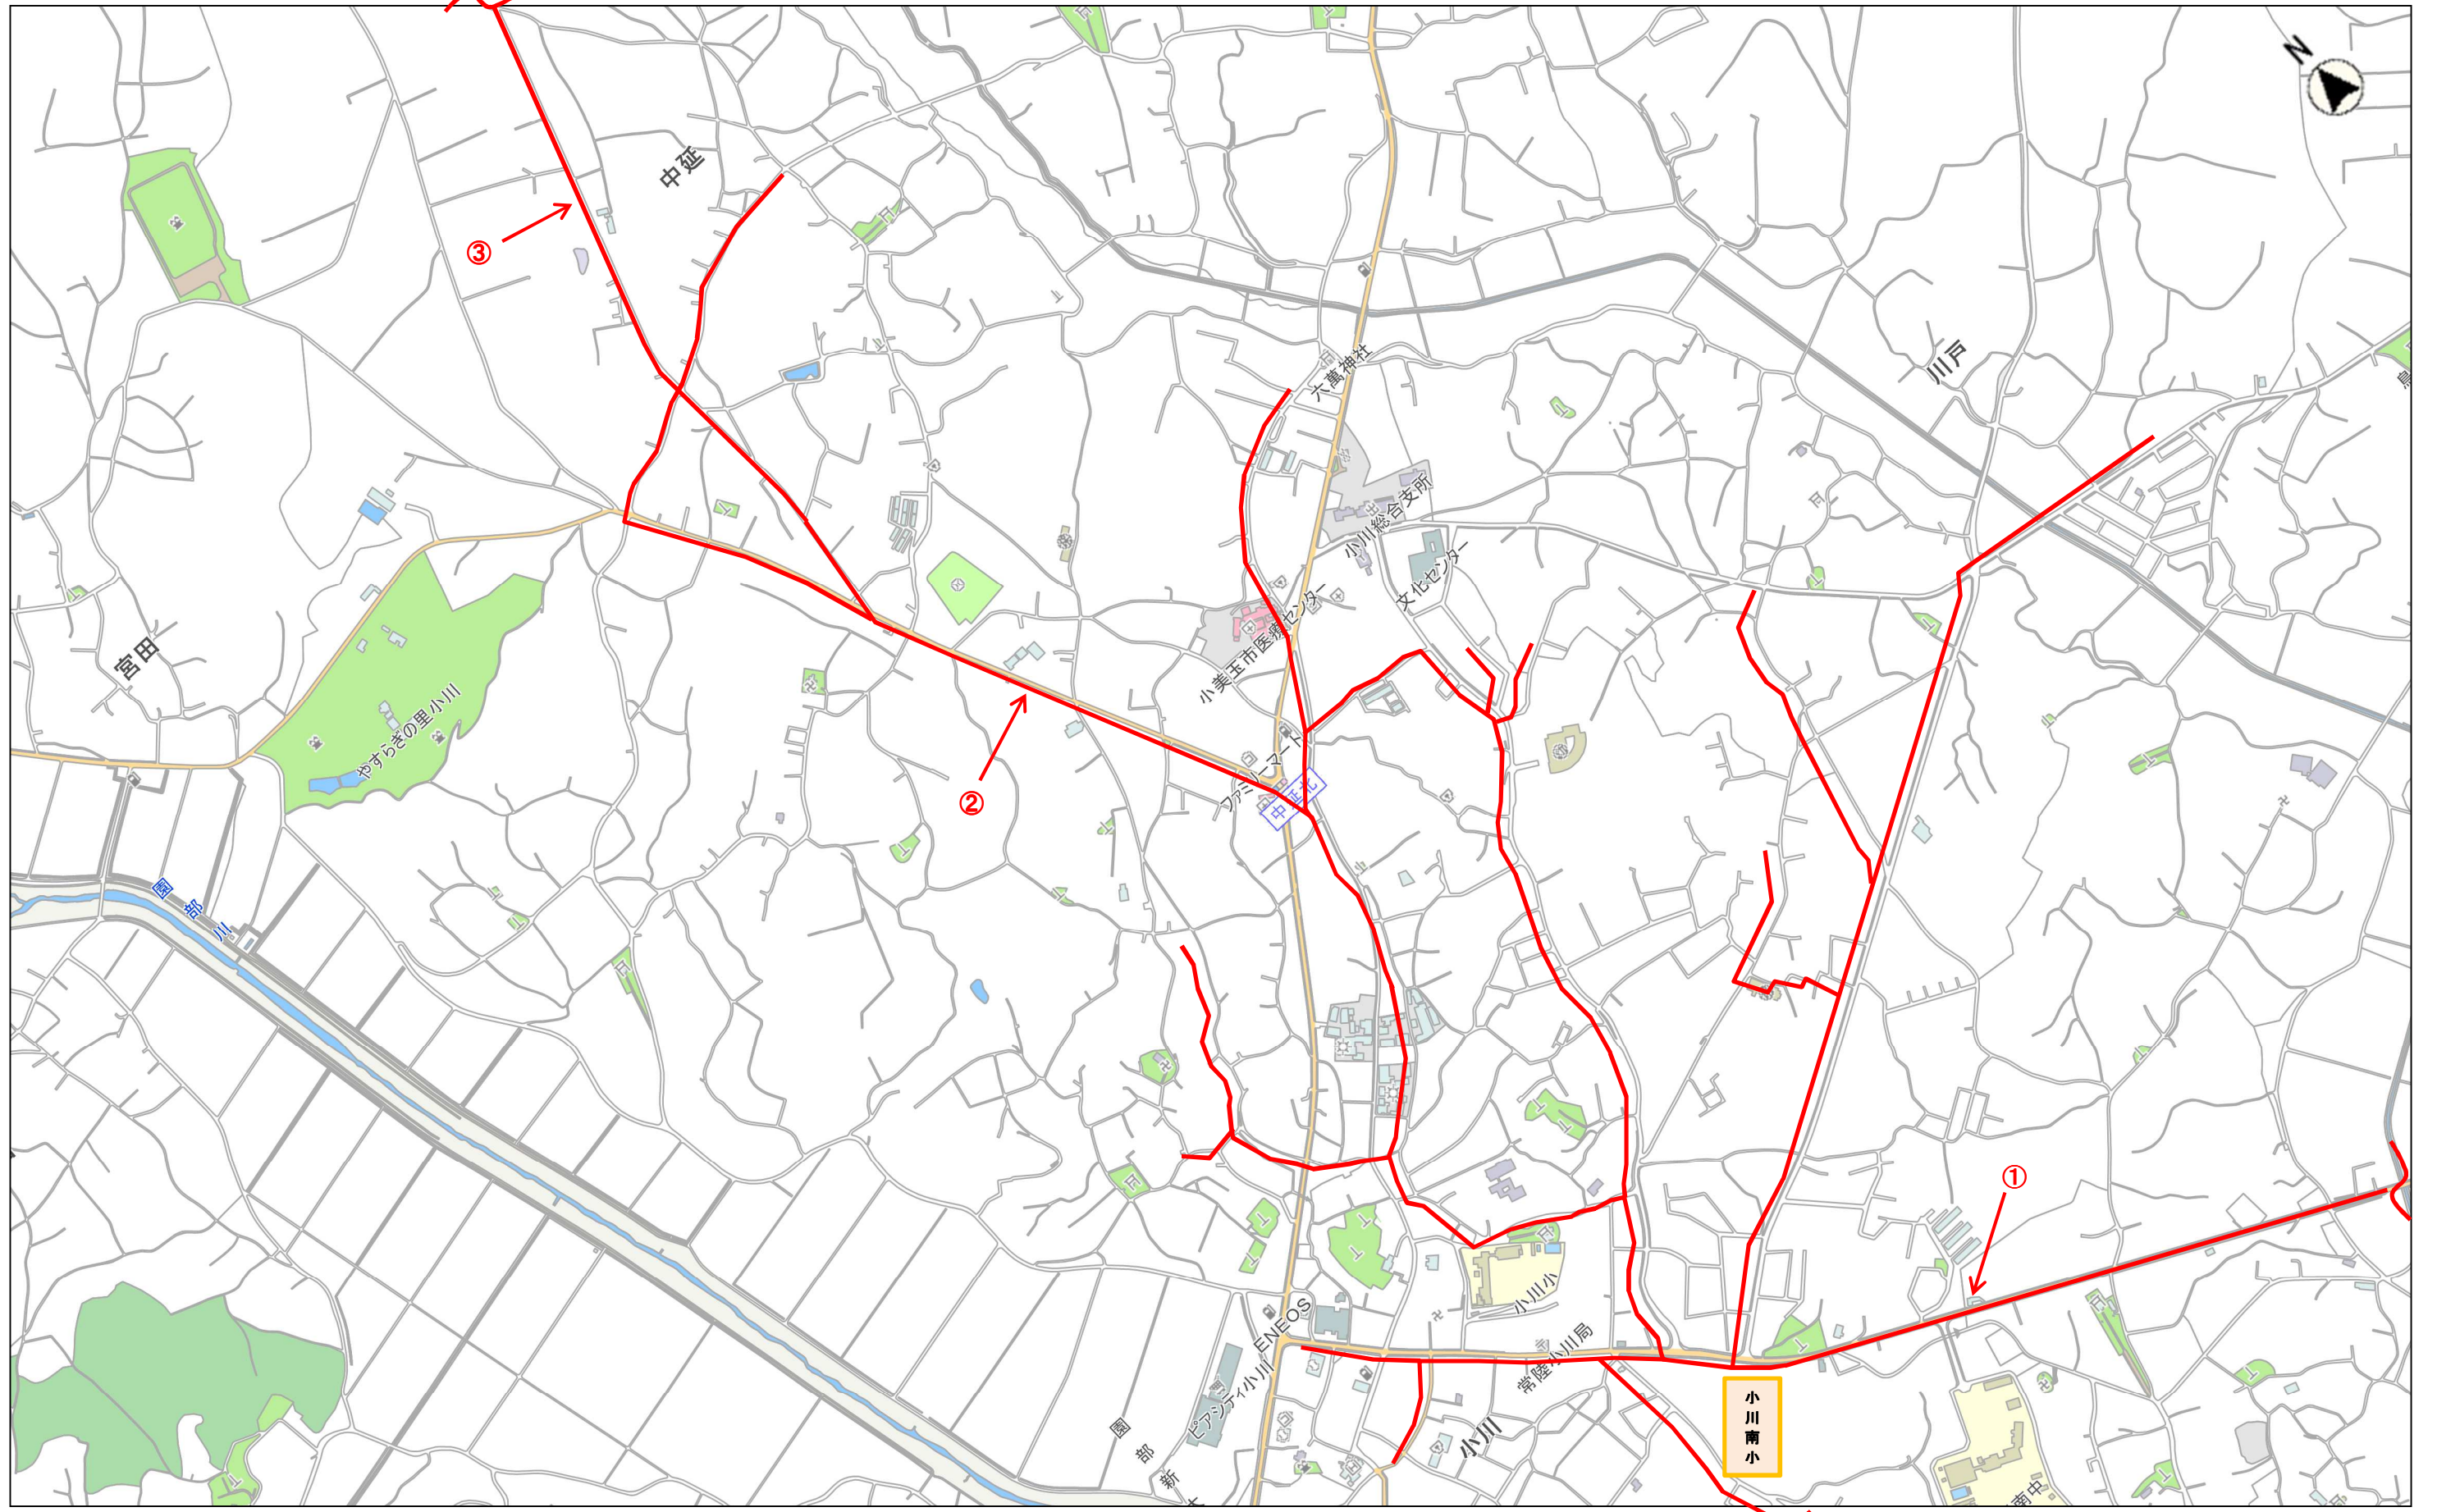 N
中延
③
六萬神社
川戸
小川総合支所
文化センター
小美玉市医療センター
宮田
やすらぎの里小川
②
ファミリーマート
中延北
園部川
①
小川小
ENEOS
常陸小川局
ピアシティ小川
小川
園部新
小川南小
南中